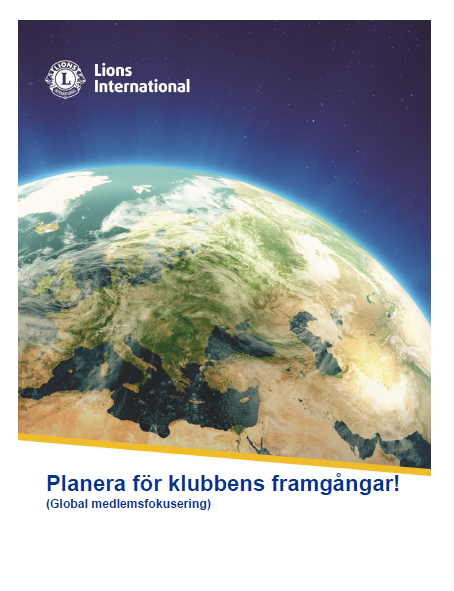 Lions
International
Planera för klubbens framgångar!
(Global medlemsfokusering)